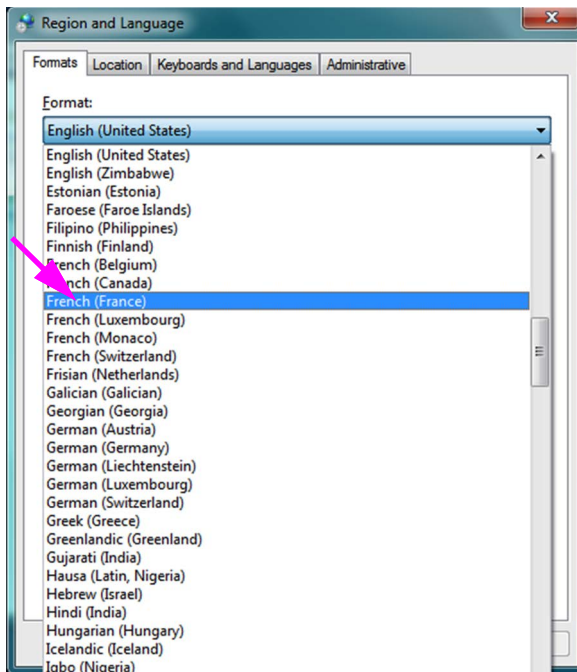 Region and Language
Formats Location Keyboards and Languages Administrative
Format:
English (United States)
English (United States)
English (Zimbabwe)
Estonian (Estonia)
Faroese (Faroe Islands)
Filipino (Philippines)
Finnish (Finland)
French (Belgium)
French (Canada)
French (France)
French (Luxembourg)
French (Monaco)
French (Switzerland)
Frisian (Netherlands)
Galician (Galician)
Georgian (Georgia)
German (Austria)
German (Germany)
German (Liechtenstein)
German (Luxembourg)
German (Switzerland)
Greek (Greece)
Greenlandic (Greenland)
Gujarati (India)
Hausa (Latin, Nigeria)
Hebrew (Israel)
Hindi (India)
Hungarian (Hungary)
Icelandic (Iceland)
Igbo (Nigeria)